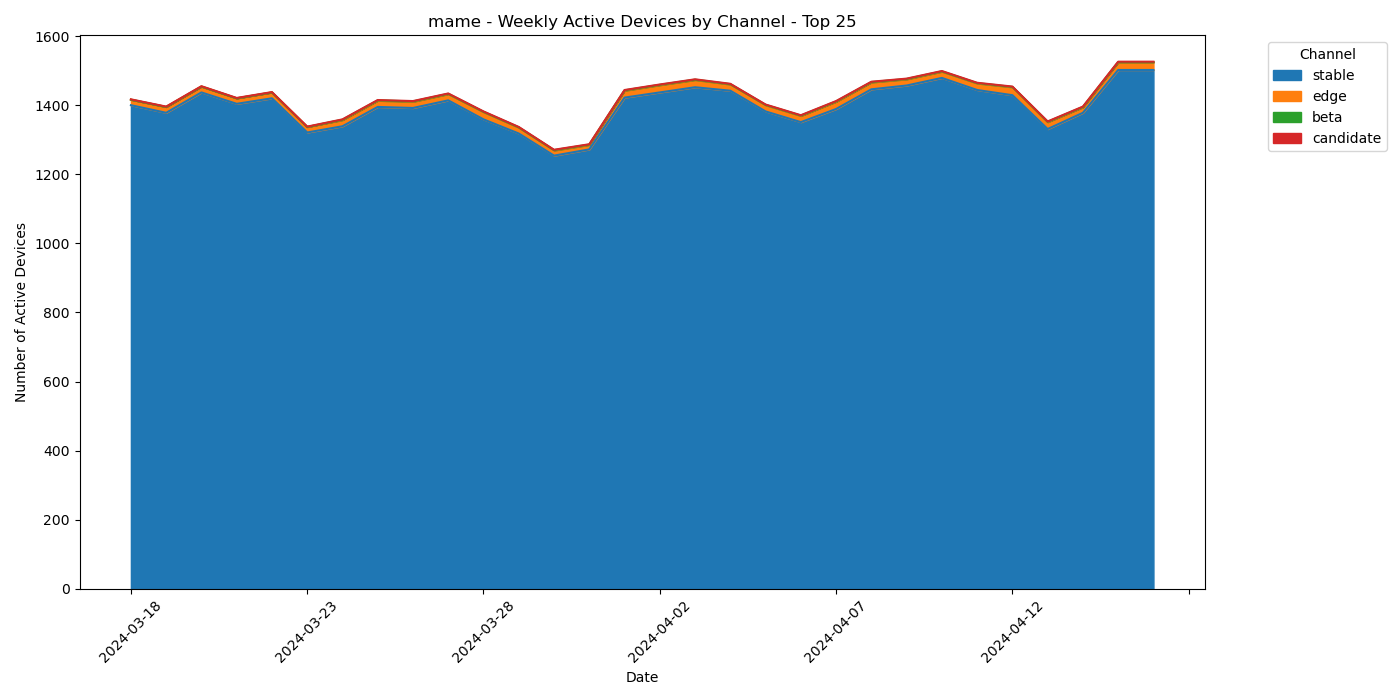 mame - Weekly Active Devices by Channel - Top 25
1600
1400
1200
1000
800
600
400
200
0
Number of Active Devices
2024-03-18
2024-03-23
2024-03-28
2024-04-02
2024-04-07
2024-04-12
Date
Channel
stable
edge
beta
candidate